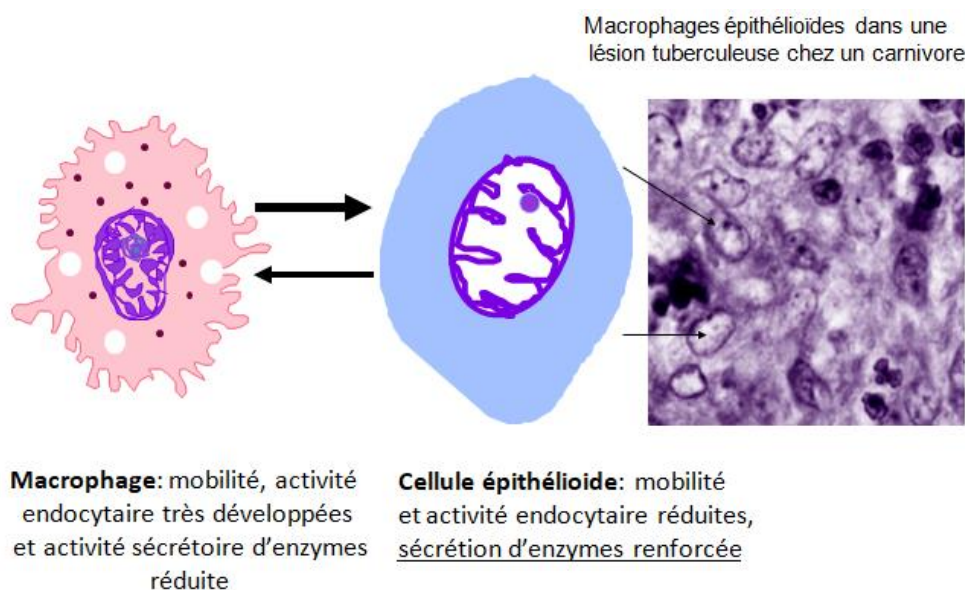 Macrophages épithélioïdes dans une
lésion tuberculeuse chez un carnivore
Macrophage: mobilité, activité
endocytaire très développées
et activité sécrétoire d'enzymes
réduite
Cellule épithélioide: mobilité
et activité endocytaire réduites,
sécrétion d'enzymes renforcée